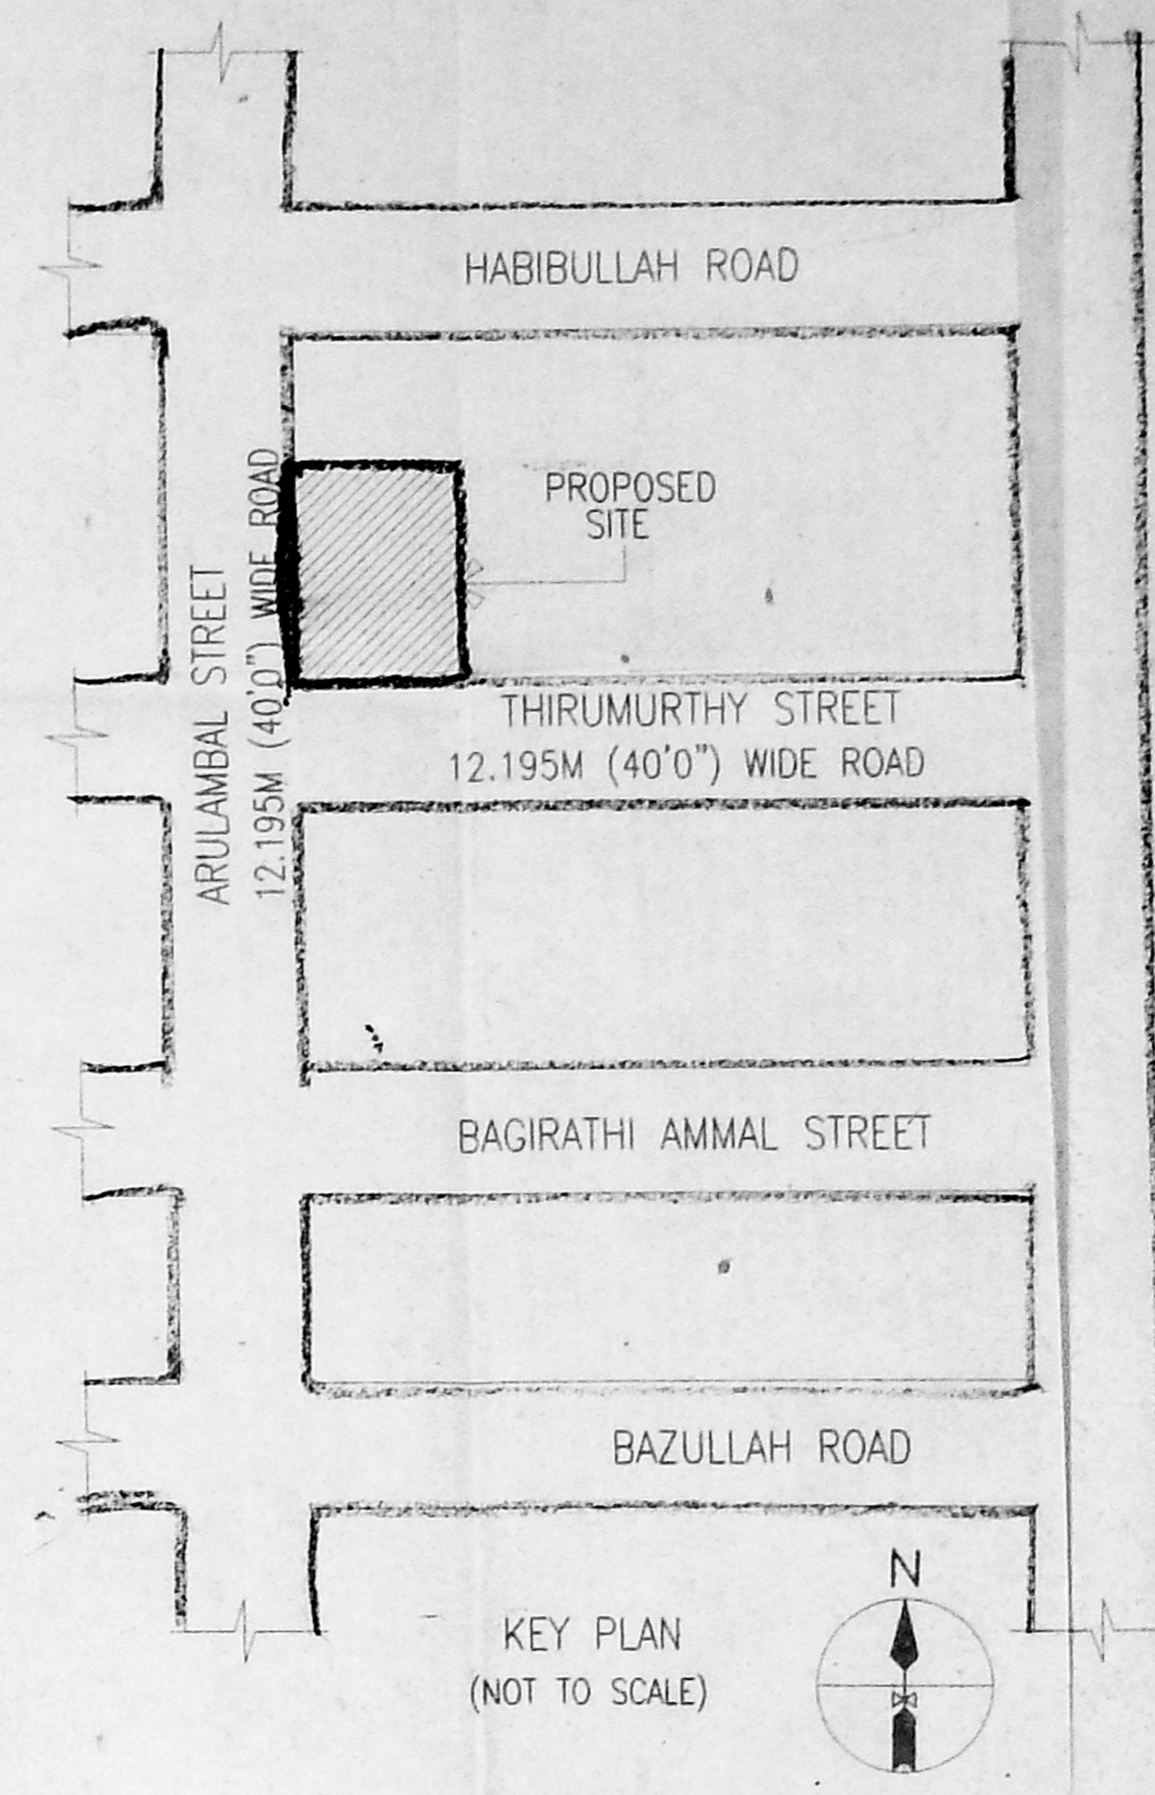 HABIBULLAH ROAD
PROPOSED
SITE
ARULAMBAL STREET
12.195M (40'0") WIDE ROAD
THIRUMURTHY STREET
12.195M (40'0") WIDE ROAD
BAGIRATHI AMMAL STREET
BAZULLAH ROAD
N
KEY PLAN
(NOT TO SCALE)